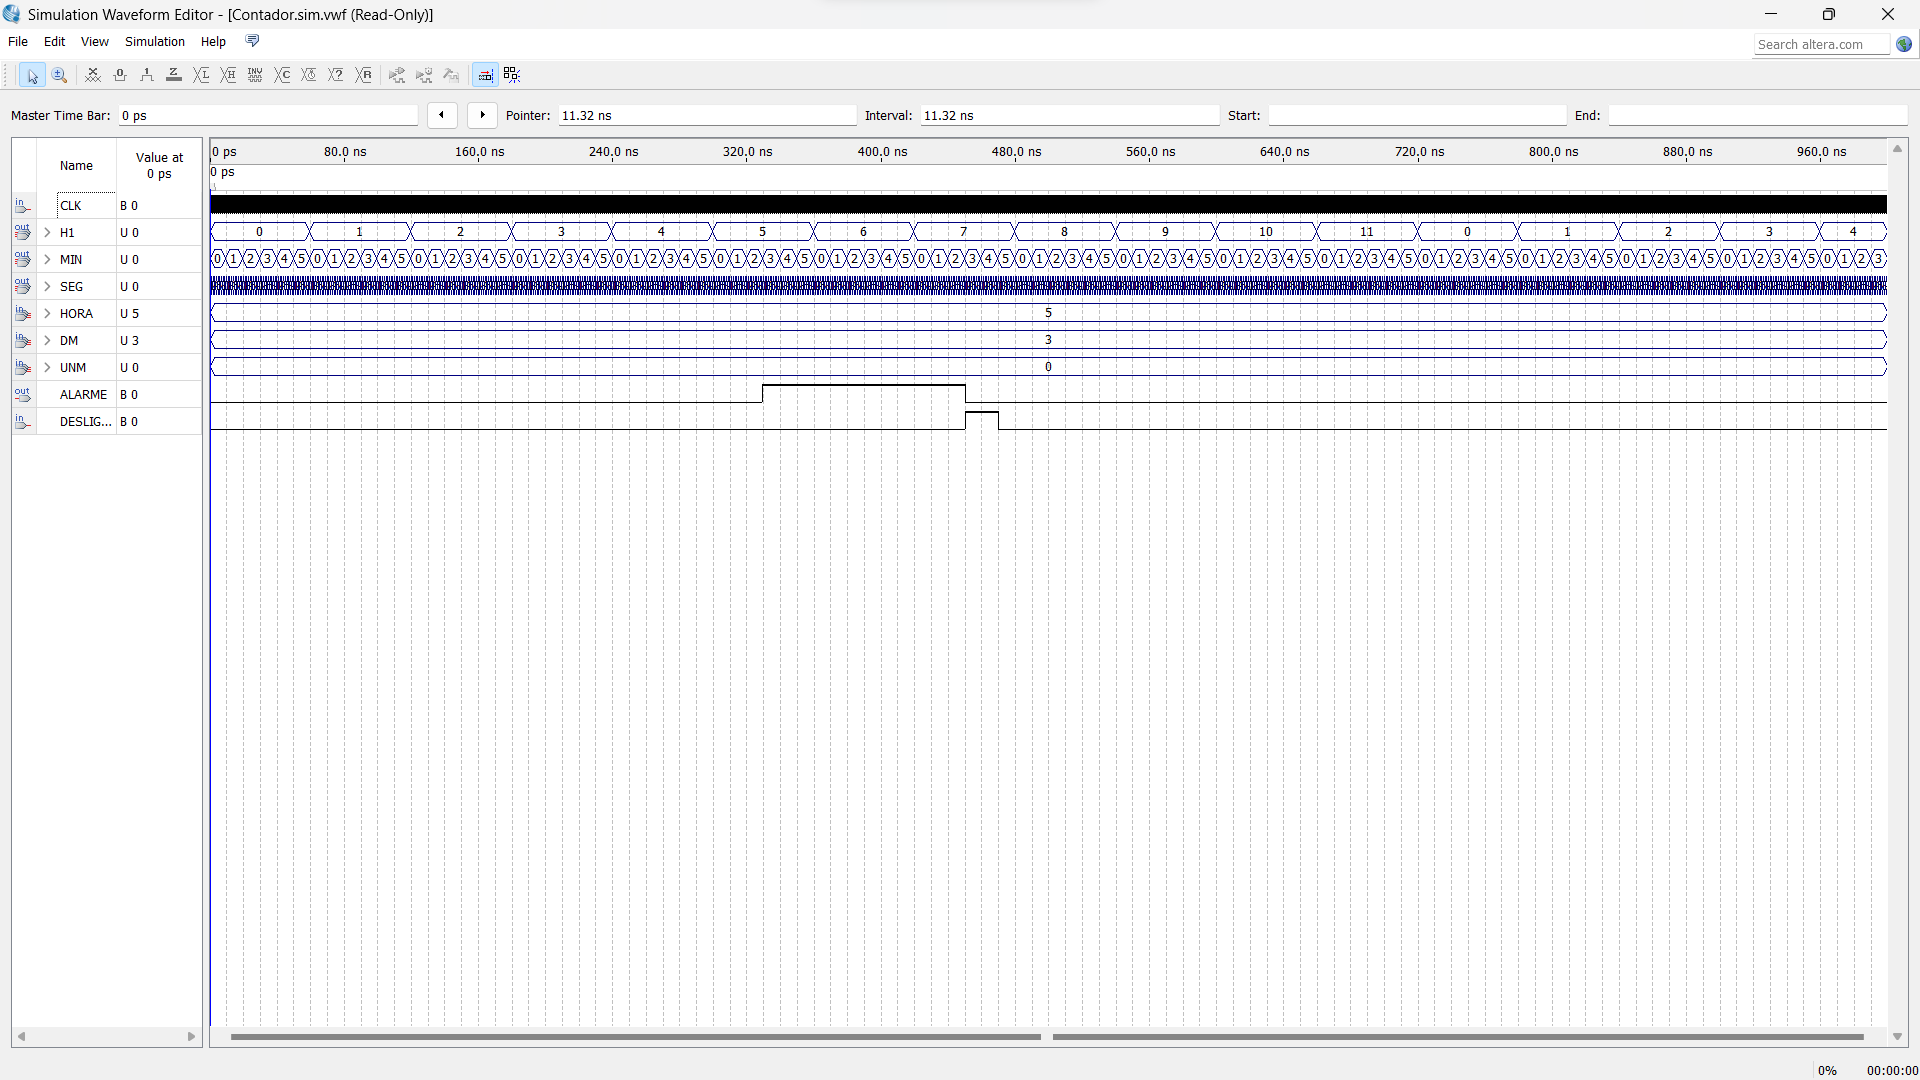 Simulation Waveform Editor - [Contador.sim.vwf (Read-Only)]
File Edit View Simulation Help
Search altera.com
Master Time Bar: 0 ps Pointer: 11.32 ns Interval: 11.32 ns Start: End:
Name Value at 0 ps
0 ps 80.0 ns 160.0 ns 240.0 ns 320.0 ns 400.0 ns 480.0 ns 560.0 ns 640.0 ns 720.0 ns 800.0 ns 880.0 ns 960.0 ns
0 ps
in CLK B 0
out H1 U 0 0 1 2 3 4 5 6 7 8 9 10 11 0 1 2 3 4
out MIN U 0 0 1 2 3 4 5 0 1 2 3 4 5 0 1 2 3 4 5 0 1 2 3 4 5 0 1 2 3 4 5 0 1 2 3 4 5 0 1 2 3 4 5 0 1 2 3 4 5 0 1 2 3 4 5 0 1 2 3 4 5 0 1 2 3 4 5 0 1 2 3 4 5 0 1 2 3 4 5 0 1 2 3 4 5 0 1 2 3 4 5 0 1 2 3 4 5 0 1 2 3
out SEG U 0
in HORA U 5 5
in DM U 3 3
in UNM U 0 0
out ALARME B 0
in DESLIG... B 0
0% 00:00:00